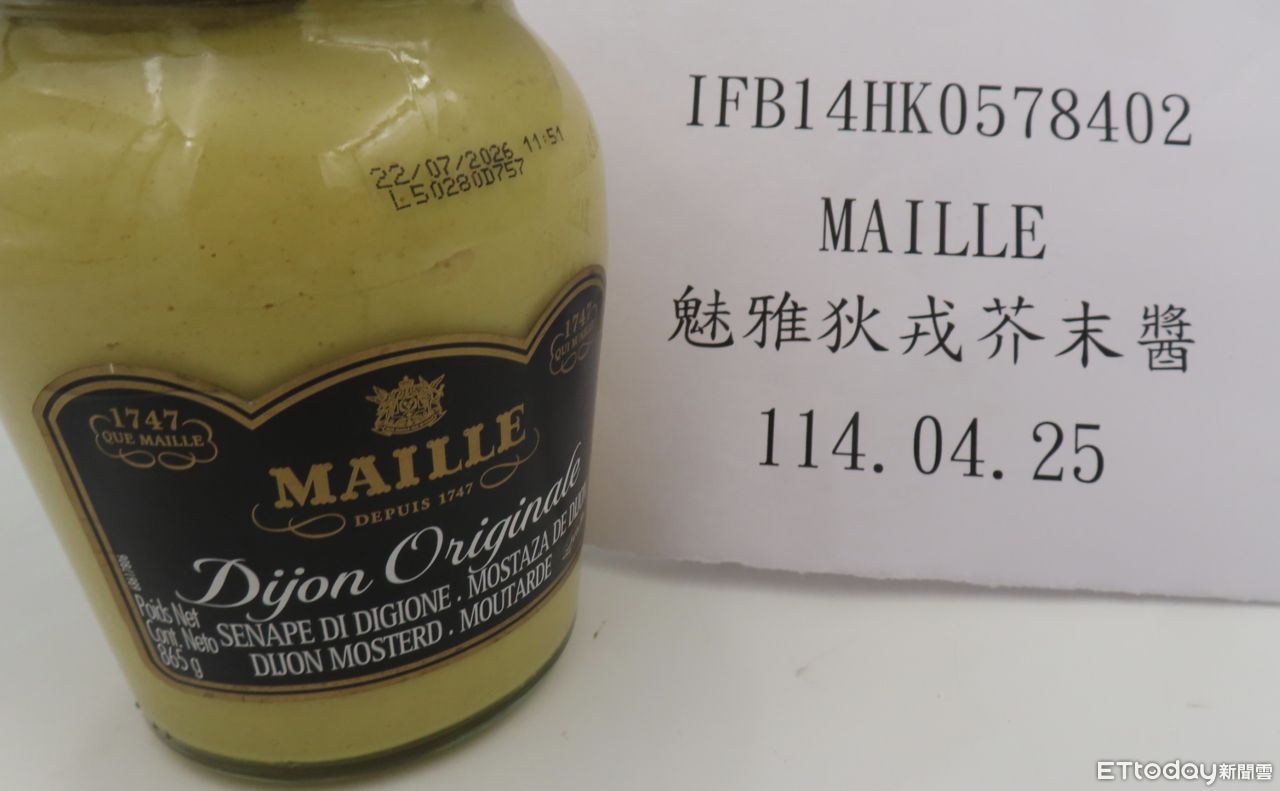 22/07/2026 11:51
L50280D757
1747
QUE MAILLE
1747
MAILLE
DEPUIS 1747
Dijon Originale
SENAPE DI DIGIONE . MOSTAZA DE
DIJON MOSTERD . MOUTARDE
Poids Net
Cont. Neto
865 g
IFB14HK0578402
MAILLE
魅雅狄戎芥末醬
114.04.25
ETtoday新聞雲